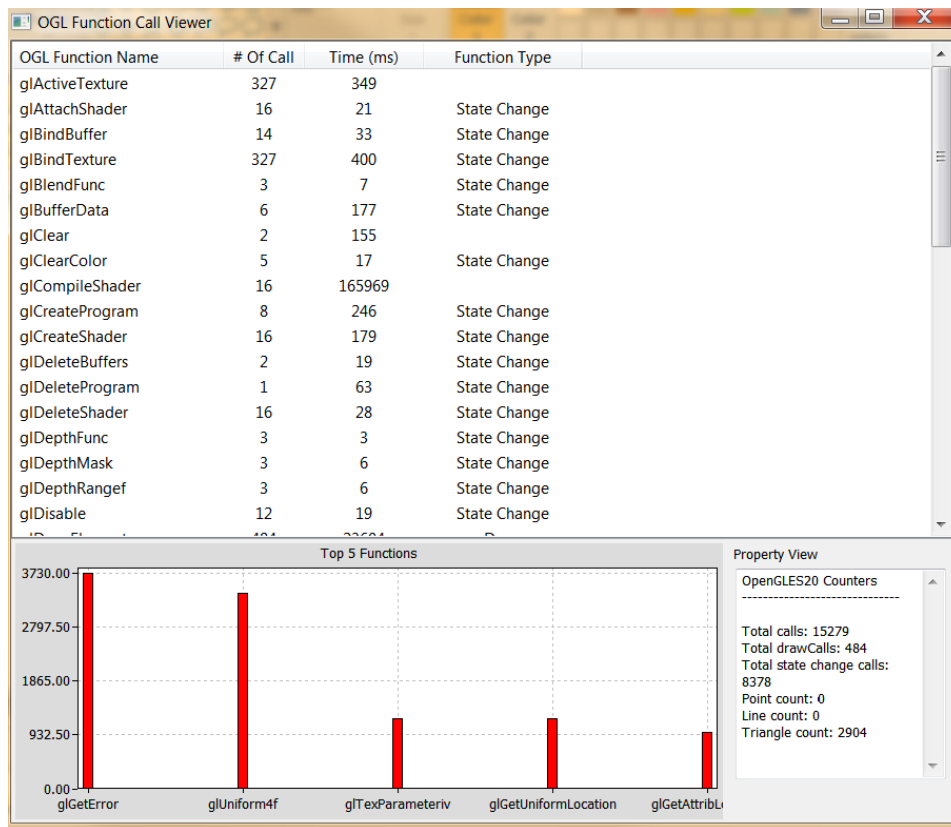 OGL Function Call Viewer
OGL Function Name # Of Call Time (ms) Function Type
glActiveTexture 327 349
glAttachShader 16 21 State Change
glBindBuffer 14 33 State Change
glBindTexture 327 400 State Change
glBlendFunc 3 7 State Change
glBufferData 6 177 State Change
glClear 2 155
glClearColor 5 17 State Change
glCompileShader 16 165969
glCreateProgram 8 246 State Change
glCreateShader 16 179 State Change
glDeleteBuffers 2 19 State Change
glDeleteProgram 1 63 State Change
glDeleteShader 16 28 State Change
glDepthFunc 3 3 State Change
glDepthMask 3 6 State Change
glDepthRangef 3 6 State Change
glDisable 12 19 State Change
Top 5 Functions
3730.00
2797.50
1865.00
932.50
0.00
glGetError glUniform4f glTexParameteriv glGetUniformLocation glGetAttribL
Property View
OpenGLES20 Counters
------------------------------
Total calls: 15279
Total drawCalls: 484
Total state change calls:
8378
Point count: 0
Line count: 0
Triangle count: 2904